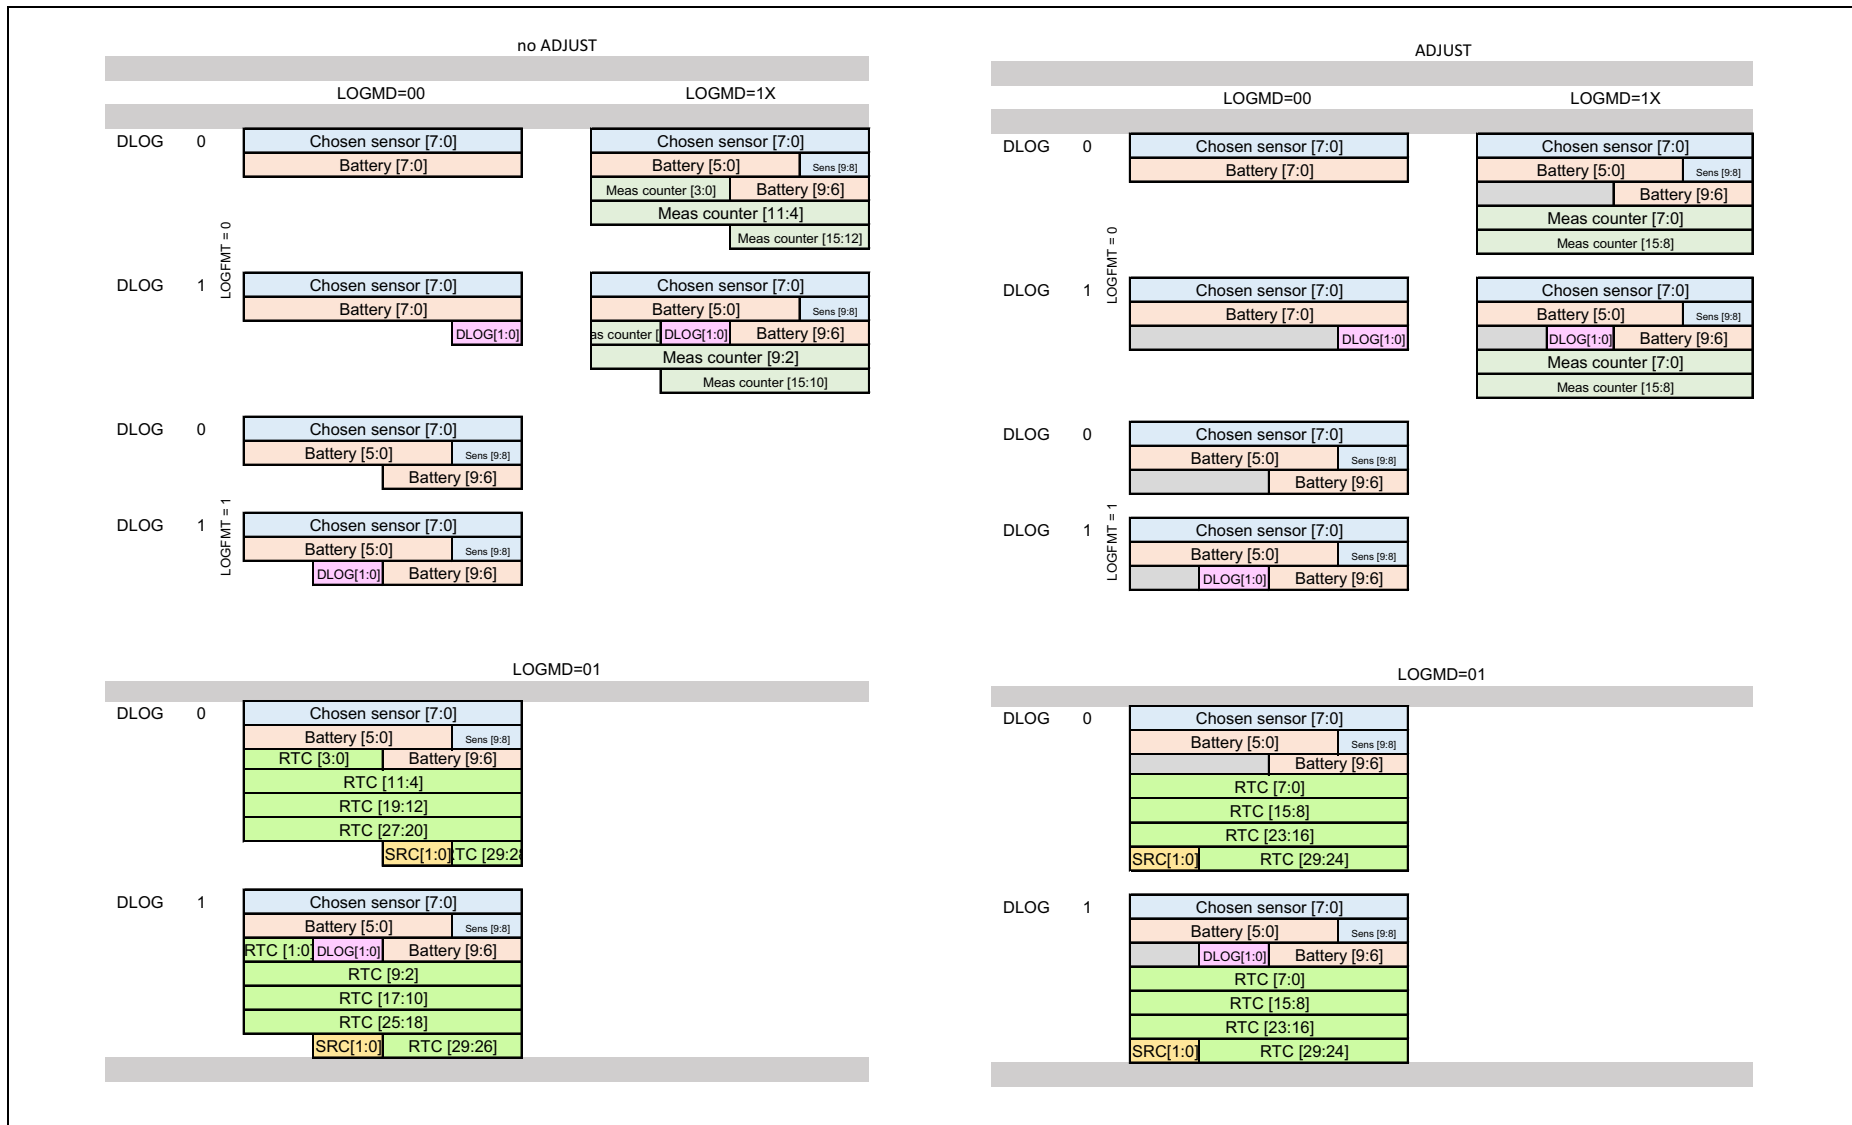 no ADJUST
LOGMD=00 LOGMD=1X
DLOG 0 Chosen sensor [7:0] Chosen sensor [7:0]
Battery [7:0] Battery [5:0] Sens [9:8]
Meas counter [3:0] Battery [9:6]
Meas counter [11:4]
Meas counter [15:12]
LOGFMT = 0
DLOG 1 Chosen sensor [7:0] Chosen sensor [7:0]
Battery [7:0] Battery [5:0] Sens [9:8]
DLOG[1:0] as counter [ DLOG[1:0] Battery [9:6]
Meas counter [9:2]
Meas counter [15:10]
DLOG 0 Chosen sensor [7:0]
Battery [5:0] Sens [9:8]
Battery [9:6]
LOGFMT = 1
DLOG 1 Chosen sensor [7:0]
Battery [5:0] Sens [9:8]
DLOG[1:0] Battery [9:6]
LOGMD=01
DLOG 0 Chosen sensor [7:0]
Battery [5:0] Sens [9:8]
RTC [3:0] Battery [9:6]
RTC [11:4]
RTC [19:12]
RTC [27:20]
SRC[1:0] TC [29:28
DLOG 1 Chosen sensor [7:0]
Battery [5:0] Sens [9:8]
RTC [1:0] DLOG[1:0] Battery [9:6]
RTC [9:2]
RTC [17:10]
RTC [25:18]
SRC[1:0] RTC [29:26]
ADJUST
LOGMD=00 LOGMD=1X
DLOG 0 Chosen sensor [7:0] Chosen sensor [7:0]
Battery [7:0] Battery [5:0] Sens [9:8]
Battery [9:6]
Meas counter [7:0]
Meas counter [15:8]
LOGFMT = 0
DLOG 1 Chosen sensor [7:0] Chosen sensor [7:0]
Battery [7:0] Battery [5:0] Sens [9:8]
DLOG[1:0] DLOG[1:0] Battery [9:6]
Meas counter [7:0]
Meas counter [15:8]
DLOG 0 Chosen sensor [7:0]
Battery [5:0] Sens [9:8]
Battery [9:6]
LOGFMT = 1
DLOG 1 Chosen sensor [7:0]
Battery [5:0] Sens [9:8]
DLOG[1:0] Battery [9:6]
LOGMD=01
DLOG 0 Chosen sensor [7:0]
Battery [5:0] Sens [9:8]
Battery [9:6]
RTC [7:0]
RTC [15:8]
RTC [23:16]
SRC[1:0] RTC [29:24]
DLOG 1 Chosen sensor [7:0]
Battery [5:0] Sens [9:8]
DLOG[1:0] Battery [9:6]
RTC [7:0]
RTC [15:8]
RTC [23:16]
SRC[1:0] RTC [29:24]